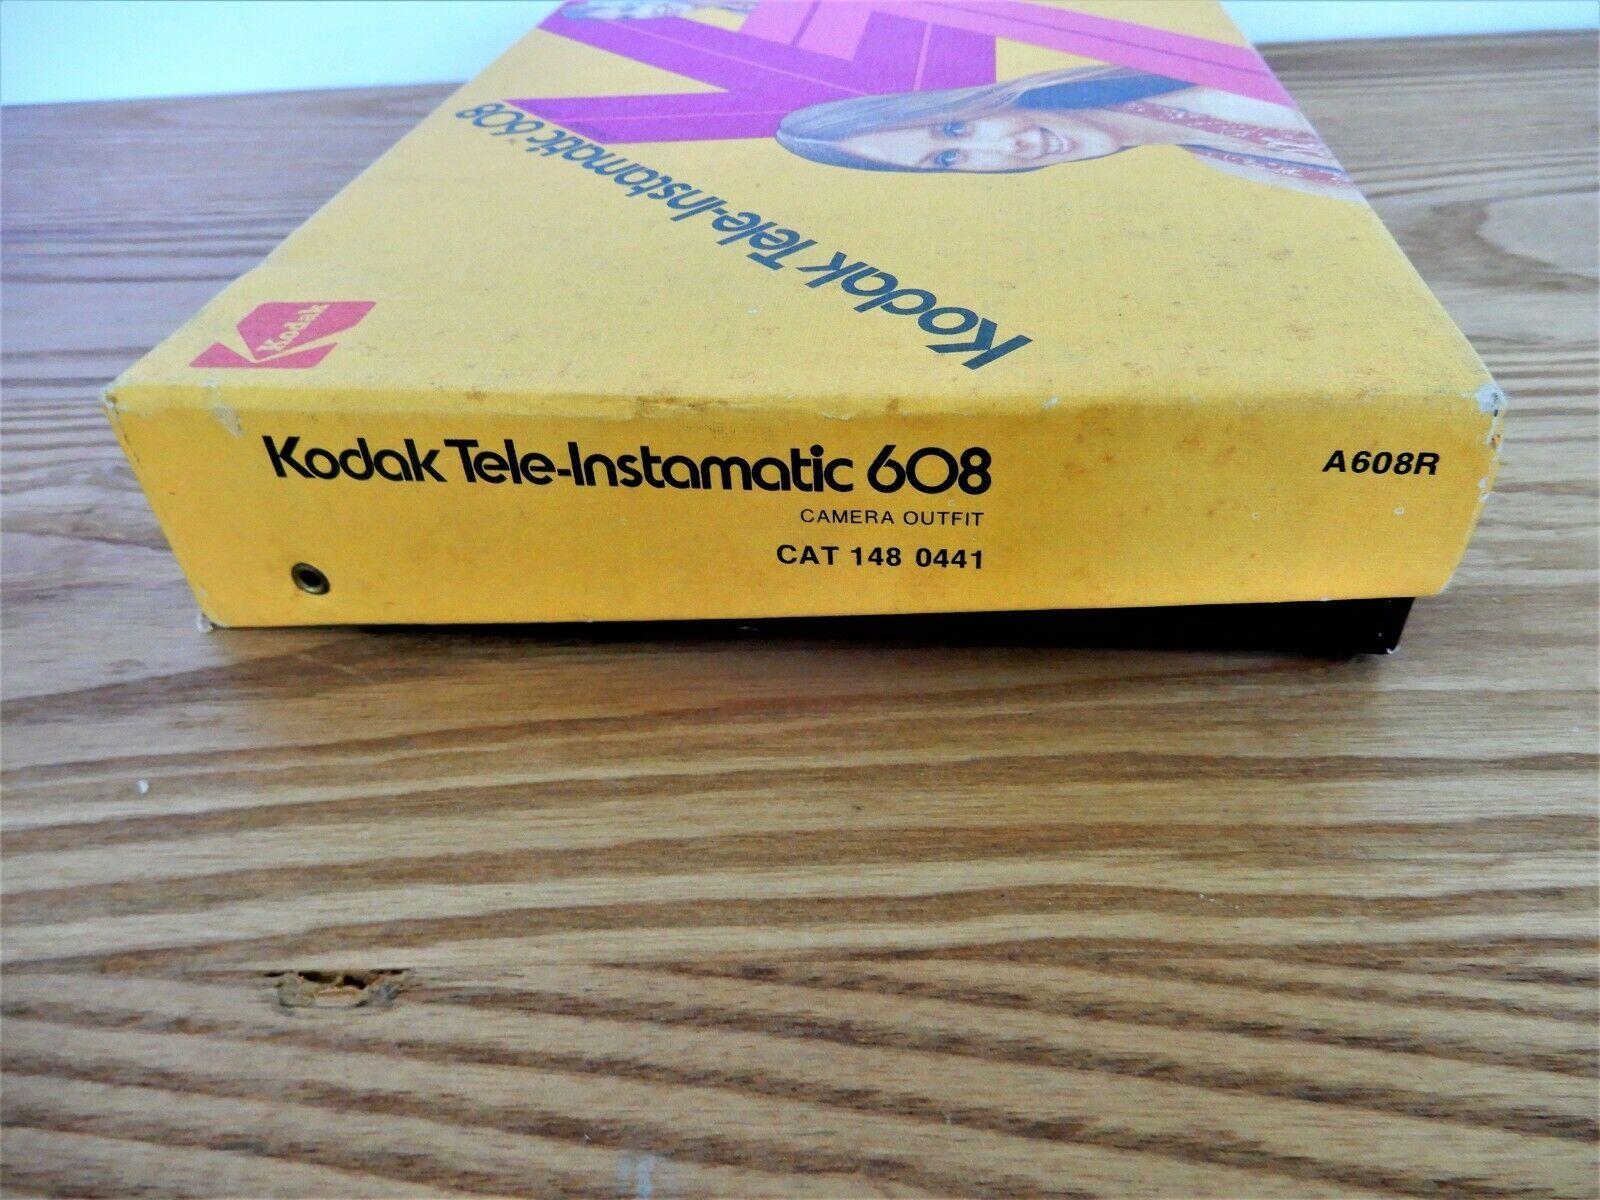 Kodak Tele-Instamatic 608
Kodak
Kodak Tele-Instamatic 608
CAMERA OUTFIT
CAT 148 0441
A608R